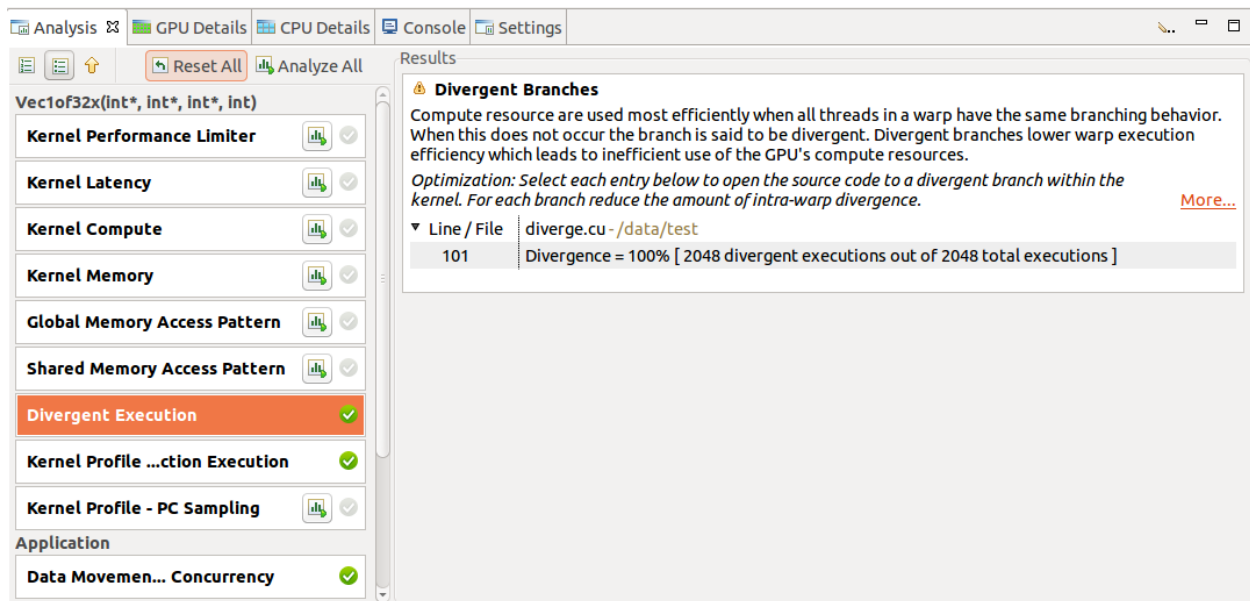 Analysis
GPU Details
CPU Details
Console
Settings
Reset All
Analyze All
Vec1of32x(int*, int*, int*, int)
Kernel Performance Limiter
Kernel Latency
Kernel Compute
Kernel Memory
Global Memory Access Pattern
Shared Memory Access Pattern
Divergent Execution
Kernel Profile ...ction Execution
Kernel Profile - PC Sampling
Application
Data Movemen... Concurrency
Results
Divergent Branches
Compute resource are used most efficiently when all threads in a warp have the same branching behavior.
When this does not occur the branch is said to be divergent. Divergent branches lower warp execution
efficiency which leads to inefficient use of the GPU's compute resources.
Optimization: Select each entry below to open the source code to a divergent branch within the
kernel. For each branch reduce the amount of intra-warp divergence.
More...
Line / File diverge.cu - /data/test
101 Divergence = 100% [ 2048 divergent executions out of 2048 total executions ]